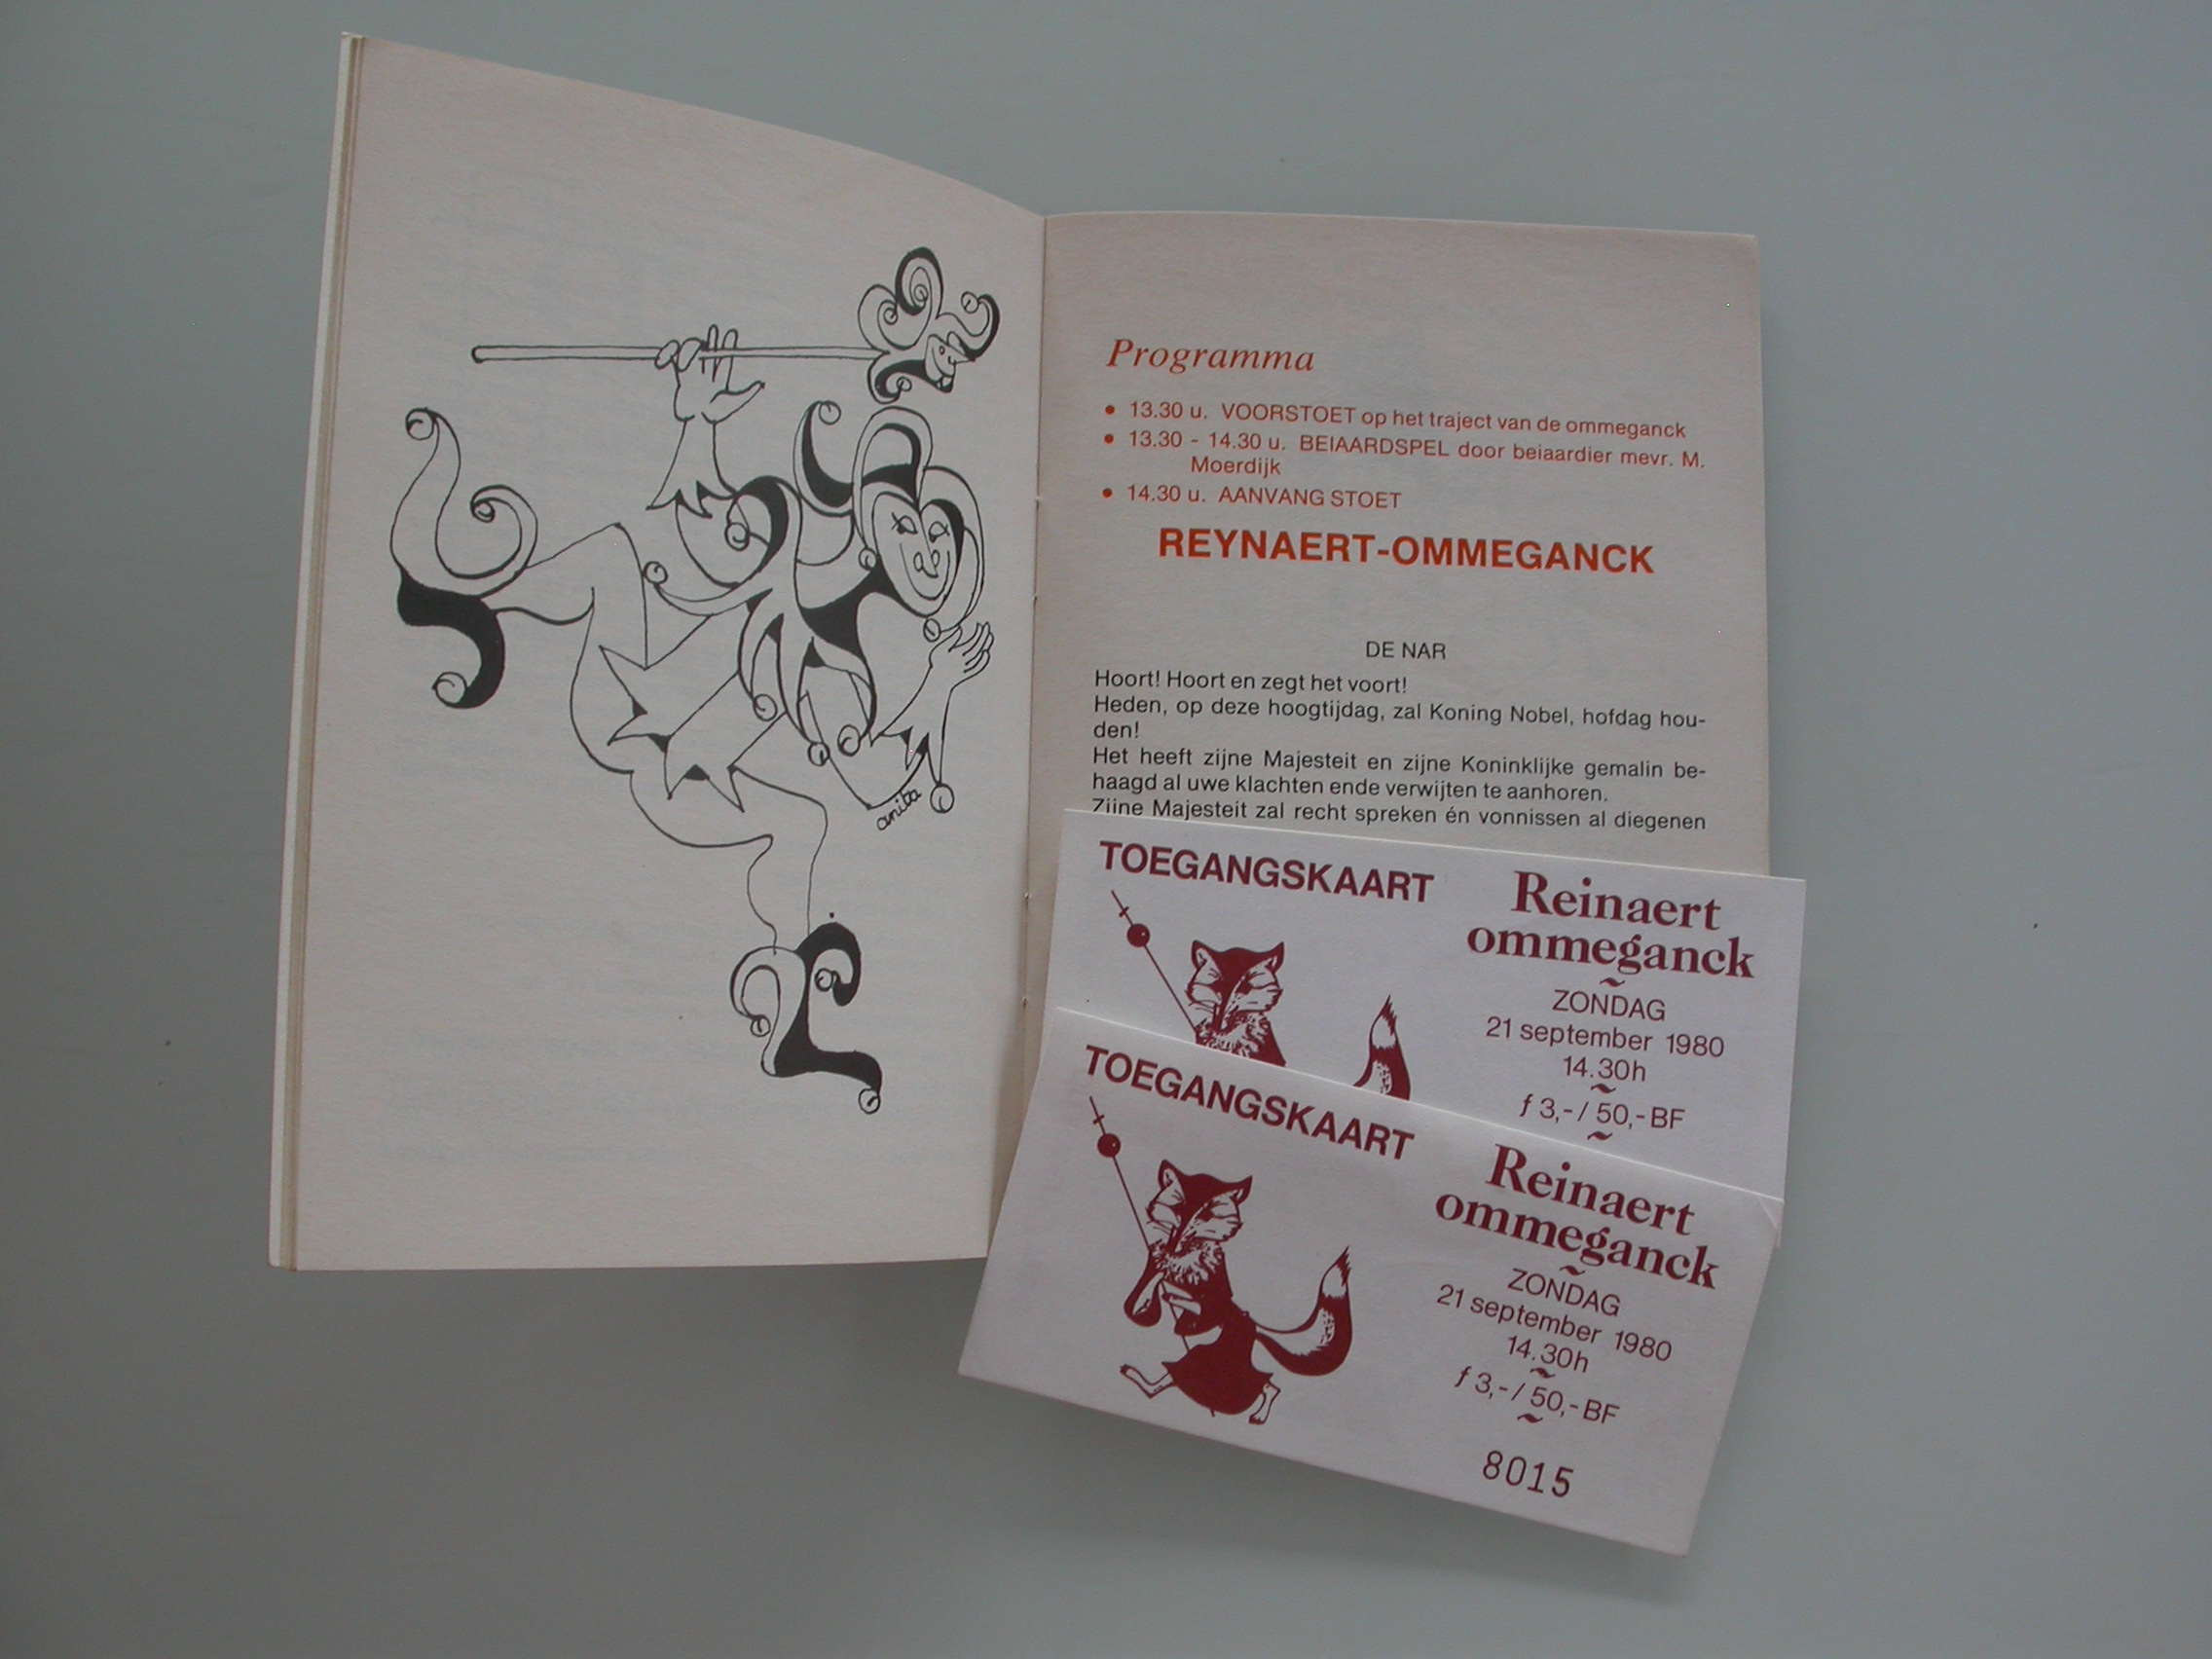 anita
Programma
• 13.30 u. VOORSTOET op het traject van de ommeganck
• 13.30 - 14.30 u. BEIAARDSPEL door beiaardier mevr. M.
Moerdijk
• 14.30 u. AANVANG STOET
REYNAERT-OMMEGANCK
DE NAR
Hoort! Hoort en zegt het voort!
Heden, op deze hoogtijdag, zal Koning Nobel, hofdag hou-
den!
Het heeft zijne Majesteit en zijne Koninklijke gemalin be-
haagd al uwe klachten ende verwijten te aanhoren.
Zijne Majesteit zal recht spreken én vonnissen al diegenen
TOEGANGSKAART
Reinaert
ommeganck
~
ZONDAG
21 september 1980
14.30h
~
f 3,-/ 50,-BF
~
TOEGANGSKAART
Reinaert
ommeganck
~
ZONDAG
21 september 1980
14.30h
~
f 3,-/ 50,-BF
~
8015